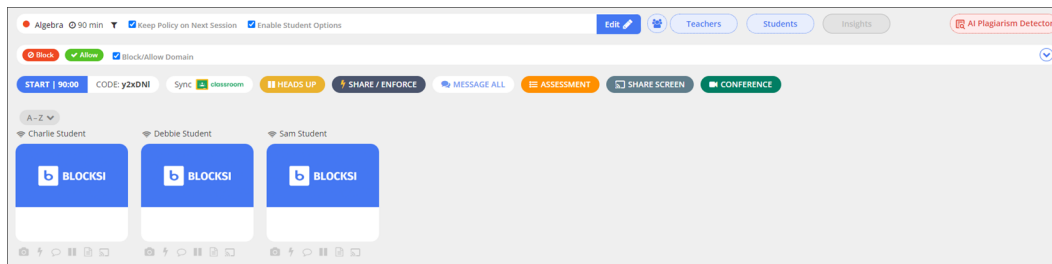 Algebra 90 min Keep Policy on Next Session Enable Student Options Edit Teachers Students Insights AI Plagiarism Detector
Block Allow Block/Allow Domain
START | 90:00 CODE: y2xDNl Sync classroom HEADS UP SHARE / ENFORCE MESSAGE ALL ASSESSMENT SHARE SCREEN CONFERENCE
A-Z
Charlie Student Debbie Student Sam Student
b BLOCKSI b BLOCKSI b BLOCKSI